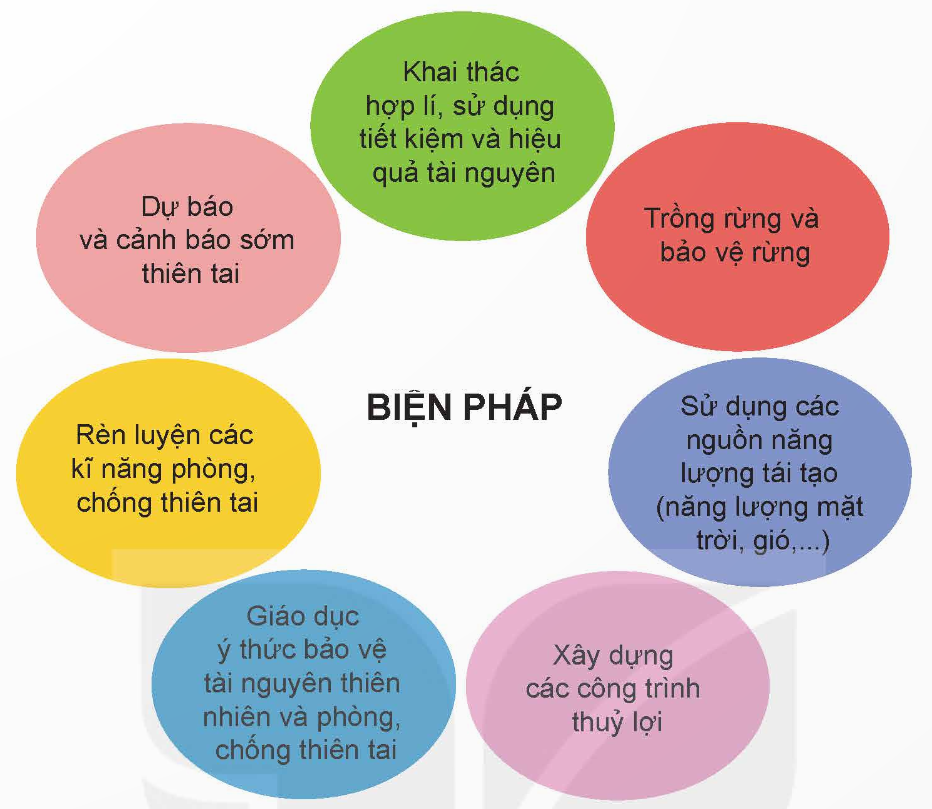 Khai thác
hợp lí, sử dụng
tiết kiệm và hiệu
quả tài nguyên
Dự báo
và cảnh báo sớm
thiên tai
Trồng rừng và
bảo vệ rừng
BIỆN PHÁP
Rèn luyện các
kĩ năng phòng,
chống thiên tai
Sử dụng các
nguồn năng
lượng tái tạo
(năng lượng mặt
trời, gió,...)
Giáo dục
ý thức bảo vệ
tài nguyên thiên
nhiên và phòng,
chống thiên tai
Xây dựng
các công trình
thuỷ lợi